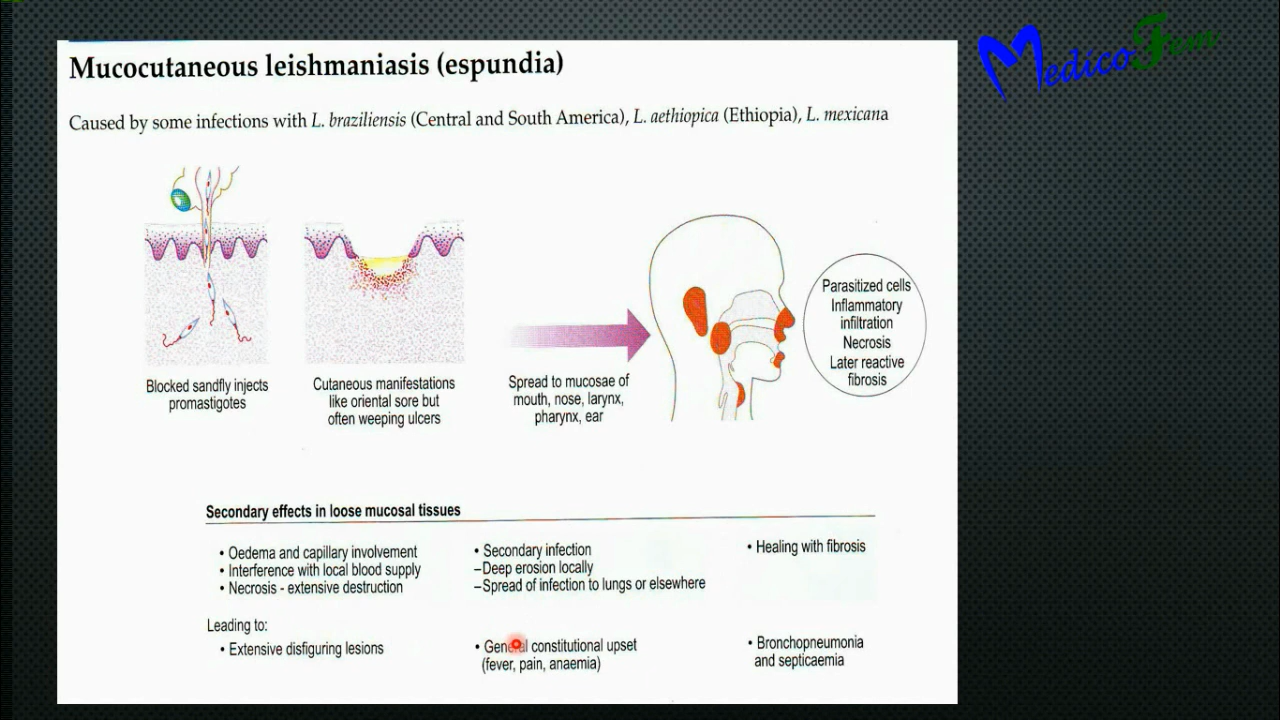 MedicoFem
Mucocutaneous leishmaniasis (espundia)
Caused by some infections with L. braziliensis (Central and South America), L. aethiopica (Ethiopia), L. mexicana
Blocked sandfly injects
promastigotes
Cutaneous manifestations
like oriental sore but
often weeping ulcers
Spread to mucosae of
mouth, nose, larynx,
pharynx, ear
Parasitized cells
Inflammatory
infiltration
Necrosis
Later reactive
fibrosis
Secondary effects in loose mucosal tissues
• Oedema and capillary involvement
• Interference with local blood supply
• Necrosis - extensive destruction
• Secondary infection
–Deep erosion locally
–Spread of infection to lungs or elsewhere
• Healing with fibrosis
Leading to:
• Extensive disfiguring lesions
• General constitutional upset
(fever, pain, anaemia)
• Bronchopneumonia
and septicaemia